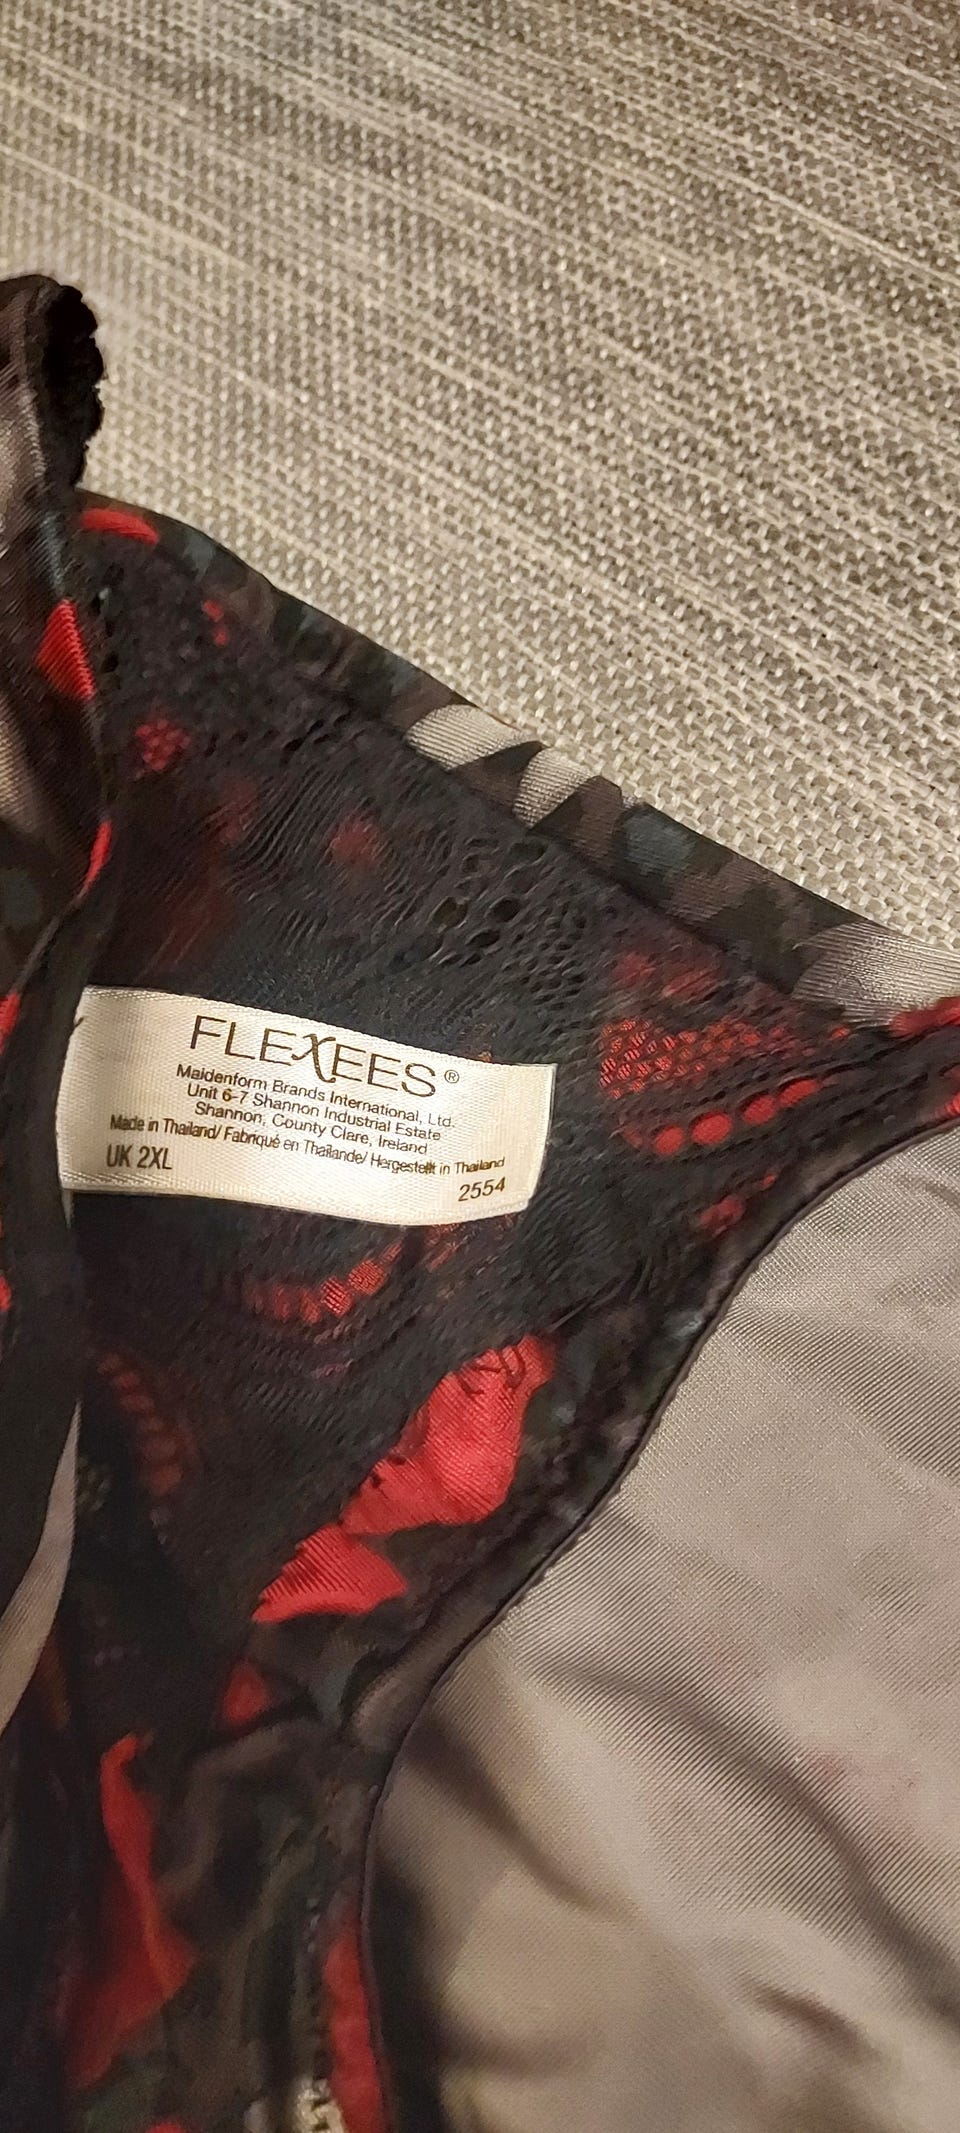 FLEXEES®
Maidenform Brands International, Ltd.
Unit 6-7 Shannon Industrial Estate
Shannon, County Clare, Ireland
Made in Thailand/ Fabriqué en Thaïlande/ Hergestellt in Thailand
UK 2XL
2554